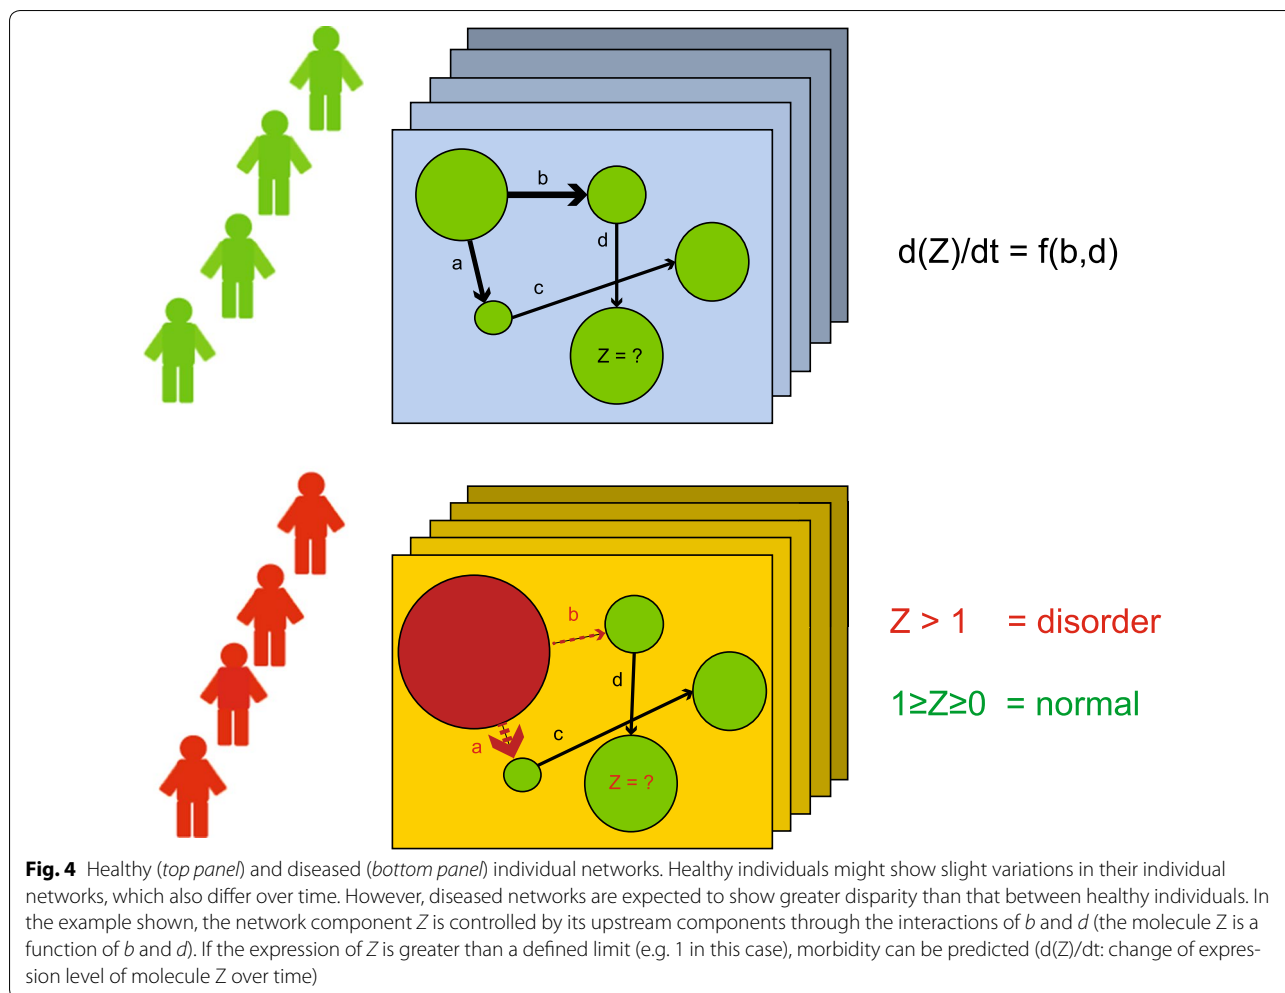 b
d
a
c
Z = ?
d(Z)/dt = f(b,d)
b
d
a
c
Z = ?
Z > 1 = disorder
1≥Z≥0 = normal
Fig. 4 Healthy (top panel) and diseased (bottom panel) individual networks. Healthy individuals might show slight variations in their individual
networks, which also differ over time. However, diseased networks are expected to show greater disparity than that between healthy individuals. In
the example shown, the network component Z is controlled by its upstream components through the interactions of b and d (the molecule Z is a
function of b and d). If the expression of Z is greater than a defined limit (e.g. 1 in this case), morbidity can be predicted (d(Z)/dt: change of expres-
sion level of molecule Z over time)